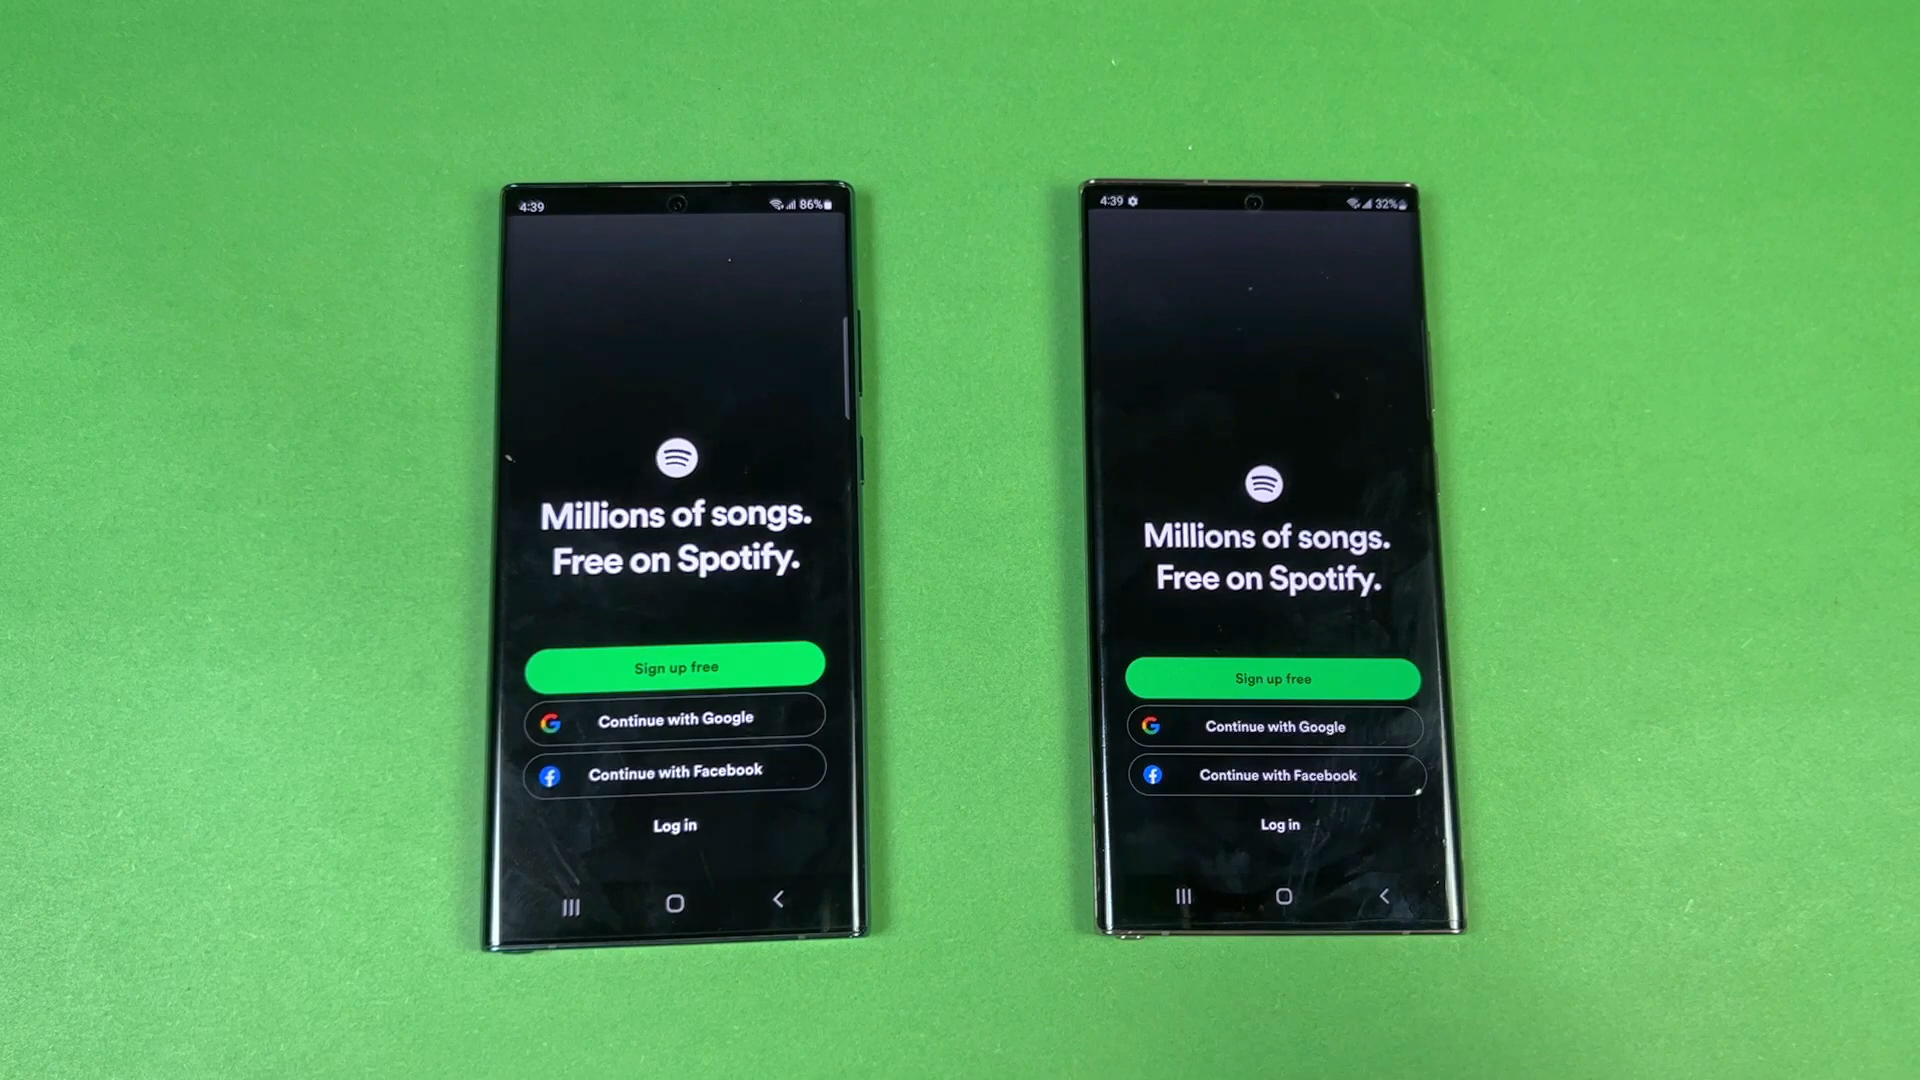 4:39
86%
Millions of songs.
Free on Spotify.
Sign up free
Continue with Google
Continue with Facebook
Log in
4:39
32%
Millions of songs.
Free on Spotify.
Sign up free
Continue with Google
Continue with Facebook
Log in